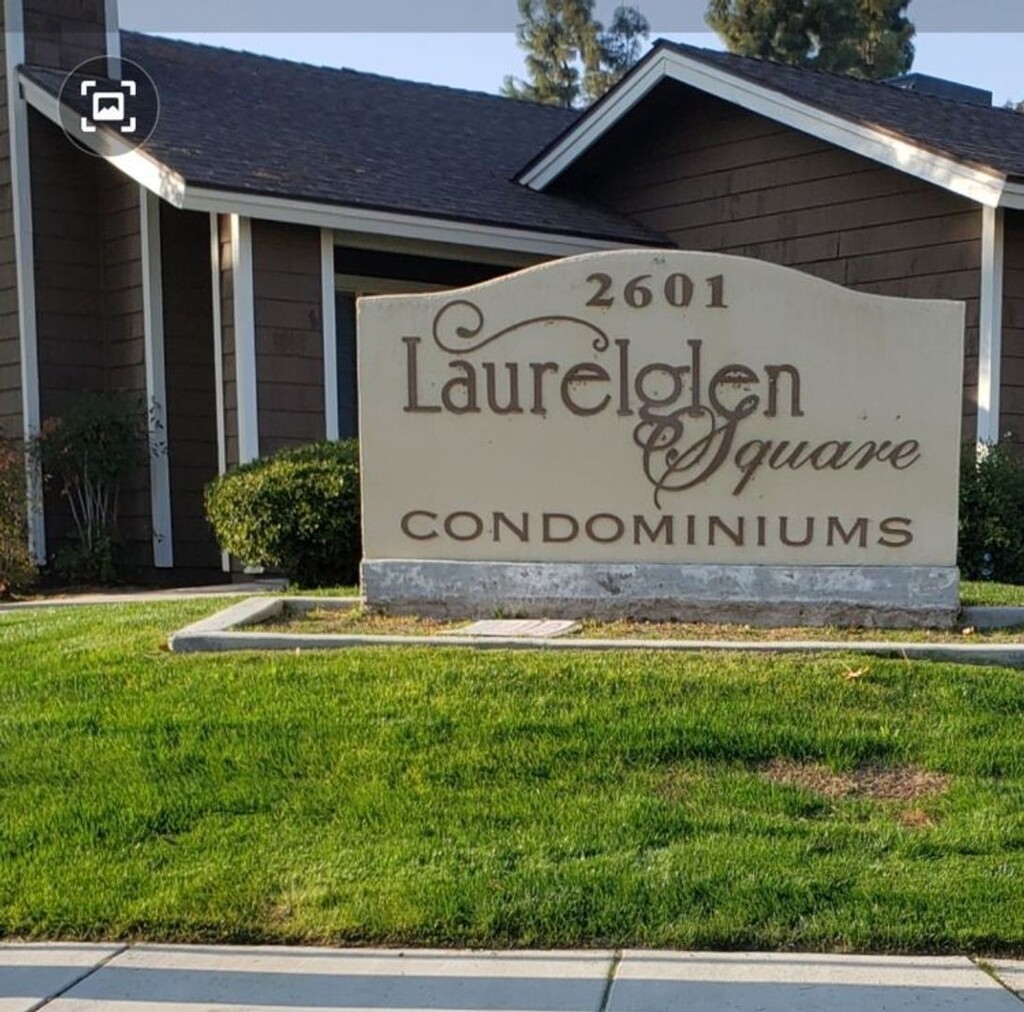 2601
Laurelglen
Square
CONDOMINIUMS